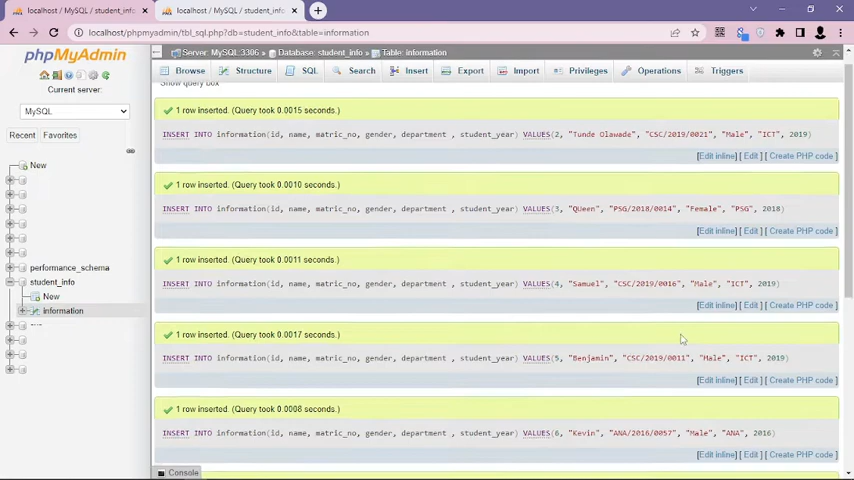 localhost / MySQL / student_info
localhost / MySQL / student_info
localhost/phpmyadmin/tbl_sql.php?db=student_info&table=information
phpMyAdmin
Current server:
MySQL
Recent
Favorites
New
performance_schema
student_info
New
information
Server: MySQL:3306 » Database: student_info » Table: information
Browse Structure SQL Search Insert Export Import Privileges Operations Triggers
Show query box
1 row inserted. (Query took 0.0015 seconds.)
INSERT INTO information(id, name, matric_no, gender, department , student_year) VALUES(2, "Tunde Olawade", "CSC/2019/0021", "Male", "ICT", 2019)
[Edit inline] [ Edit ] [ Create PHP code ]
1 row inserted. (Query took 0.0010 seconds.)
INSERT INTO information(id, name, matric_no, gender, department , student_year) VALUES(3, "QUeen", "PSG/2018/0014", "Female", "PSG", 2018)
[Edit inline] [ Edit ] [ Create PHP code ]
1 row inserted. (Query took 0.0011 seconds.)
INSERT INTO information(id, name, matric_no, gender, department , student_year) VALUES(4, "Samuel", "CSC/2019/0016", "Male", "ICT", 2019)
[Edit inline] [ Edit ] [ Create PHP code ]
1 row inserted. (Query took 0.0017 seconds.)
INSERT INTO information(id, name, matric_no, gender, department , student_year) VALUES(5, "Benjamin", "CSC/2019/0011", "Male", "ICT", 2019)
[Edit inline] [ Edit ] [ Create PHP code ]
1 row inserted. (Query took 0.0008 seconds.)
INSERT INTO information(id, name, matric_no, gender, department , student_year) VALUES(6, "Kevin", "ANA/2016/0057", "Male", "ANA", 2016)
[Edit inline] [ Edit ] [ Create PHP code ]
Console